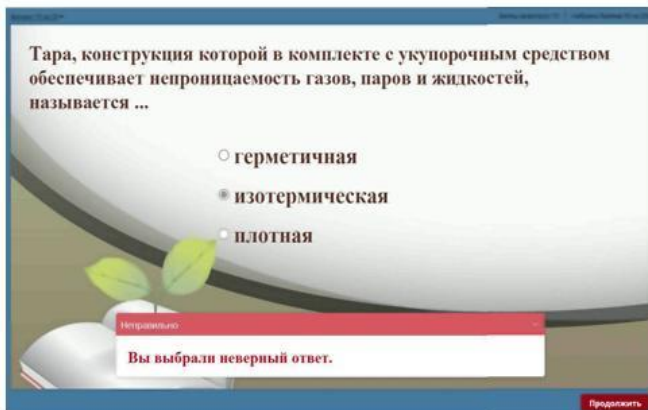 Тара, конструкция которой в комплекте с укупорочным средством
обеспечивает непроницаемость газов, паров и жидкостей,
называется ...
герметичная
изотермическая
плотная
Неправильно
Вы выбрали неверный ответ.
Продолжить